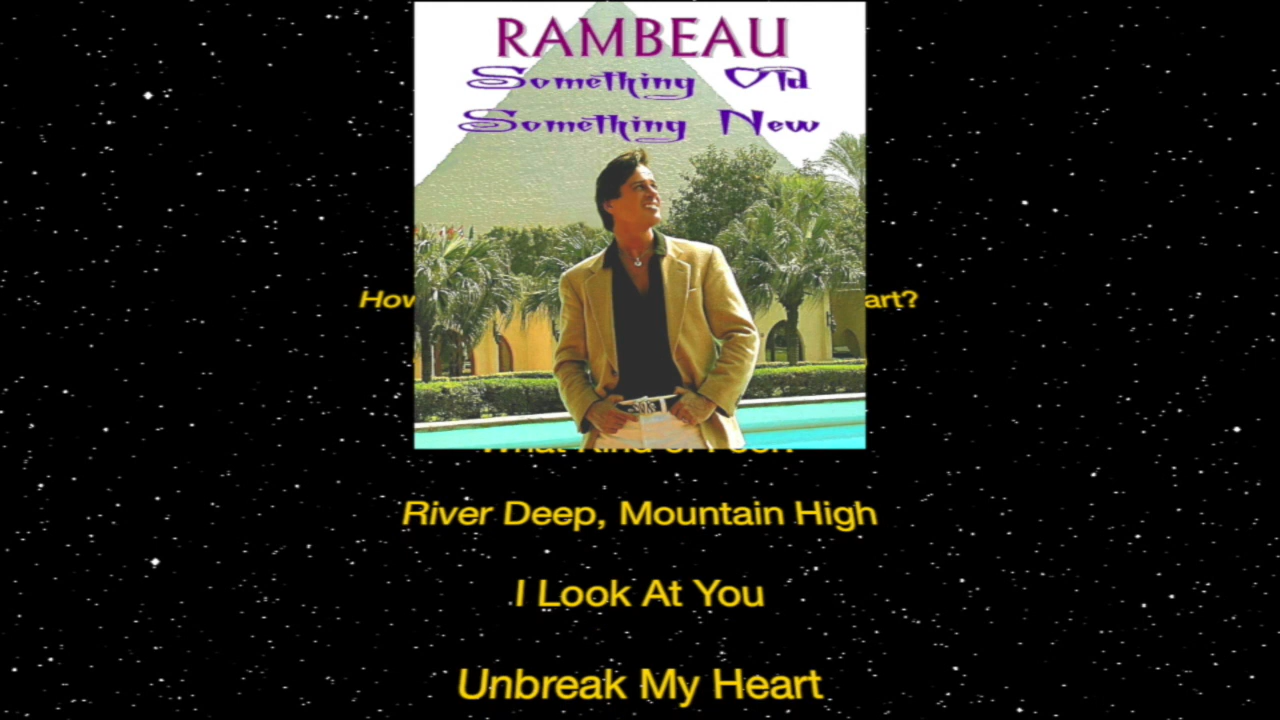 RAMBEAU
Something Old
Something New
River Deep, Mountain High
I Look At You
Unbreak My Heart